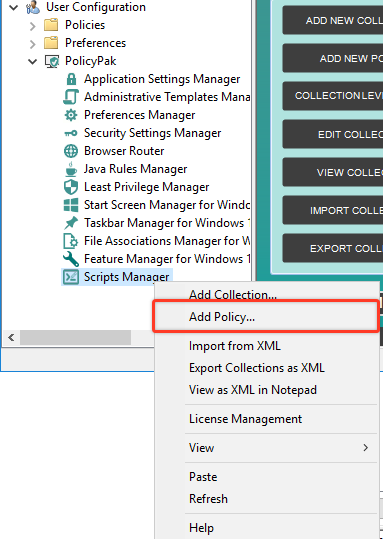 User Configuration
Policies
Preferences
PolicyPak
Application Settings Manager
Administrative Templates Mana
Preferences Manager
Security Settings Manager
Browser Router
Java Rules Manager
Least Privilege Manager
Start Screen Manager for Windo
Taskbar Manager for Windows 1
File Associations Manager for W
Feature Manager for Windows 1
Scripts Manager
ADD NEW COLL
ADD NEW PO
COLLECTION LEVE
EDIT COLLEC
VIEW COLLE
IMPORT COLLE
EXPORT COLL
Add Collection...
Add Policy...
Import from XML
Export Collections as XML
View as XML in Notepad
License Management
View
Paste
Refresh
Help